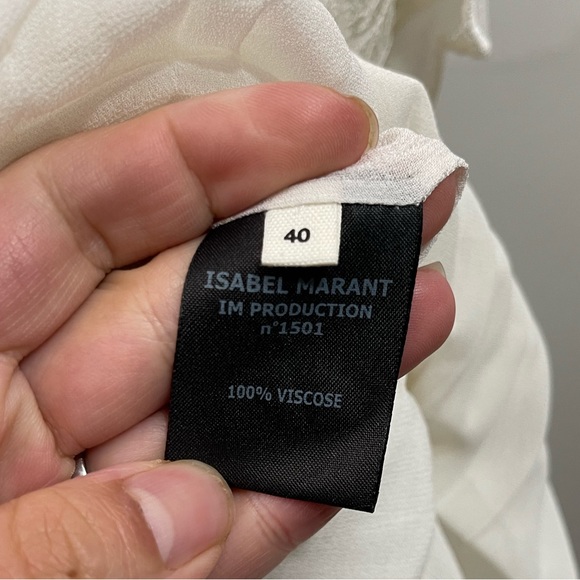 40
ISABEL MARANT
IM PRODUCTION
n°1501
100% VISCOSE